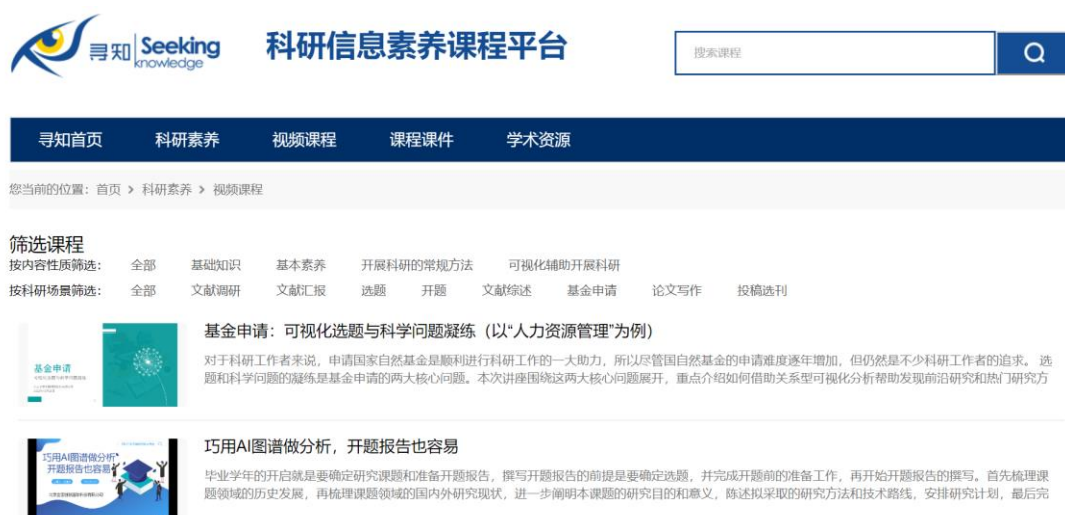 寻知 Seeking knowledge
科研信息素养课程平台
搜索课程
寻知首页 科研素养 视频课程 课程课件 学术资源
您当前的位置：首页 > 科研素养 > 视频课程
筛选课程
按内容性质筛选： 全部 基础知识 基本素养 开展科研的常规方法 可视化辅助开展科研
按科研场景筛选： 全部 文献调研 文献汇报 选题 开题 文献综述 基金申请 论文写作 投稿选刊
基金申请：可视化选题与科学问题凝练（以“人力资源管理”为例）
基金申请
对于科研工作者来说，申请国家自然基金是顺利进行科研工作的一大助力，所以尽管国自然基金的申请难度逐年增加，但仍然是不少科研工作者的追求。 选
题和科学问题的凝练是基金申请的两大核心问题。本次讲座围绕这两大核心问题展开，重点介绍如何借助关系型可视化分析帮助发现前沿研究和热门研究方
巧用AI图谱做分析，开题报告也容易
巧用AI图谱做分析
开题报告也容易
毕业学年的开启就是要确定研究课题和准备开题报告，撰写开题报告的前提是要确定选题，并完成开题前的准备工作，再开始开题报告的撰写。首先梳理课
题领域的历史发展，再梳理课题领域的国内外研究现状，进一步阐明本课题的研究目的和意义，陈述拟采取的研究方法和技术路线，安排研究计划，最后完